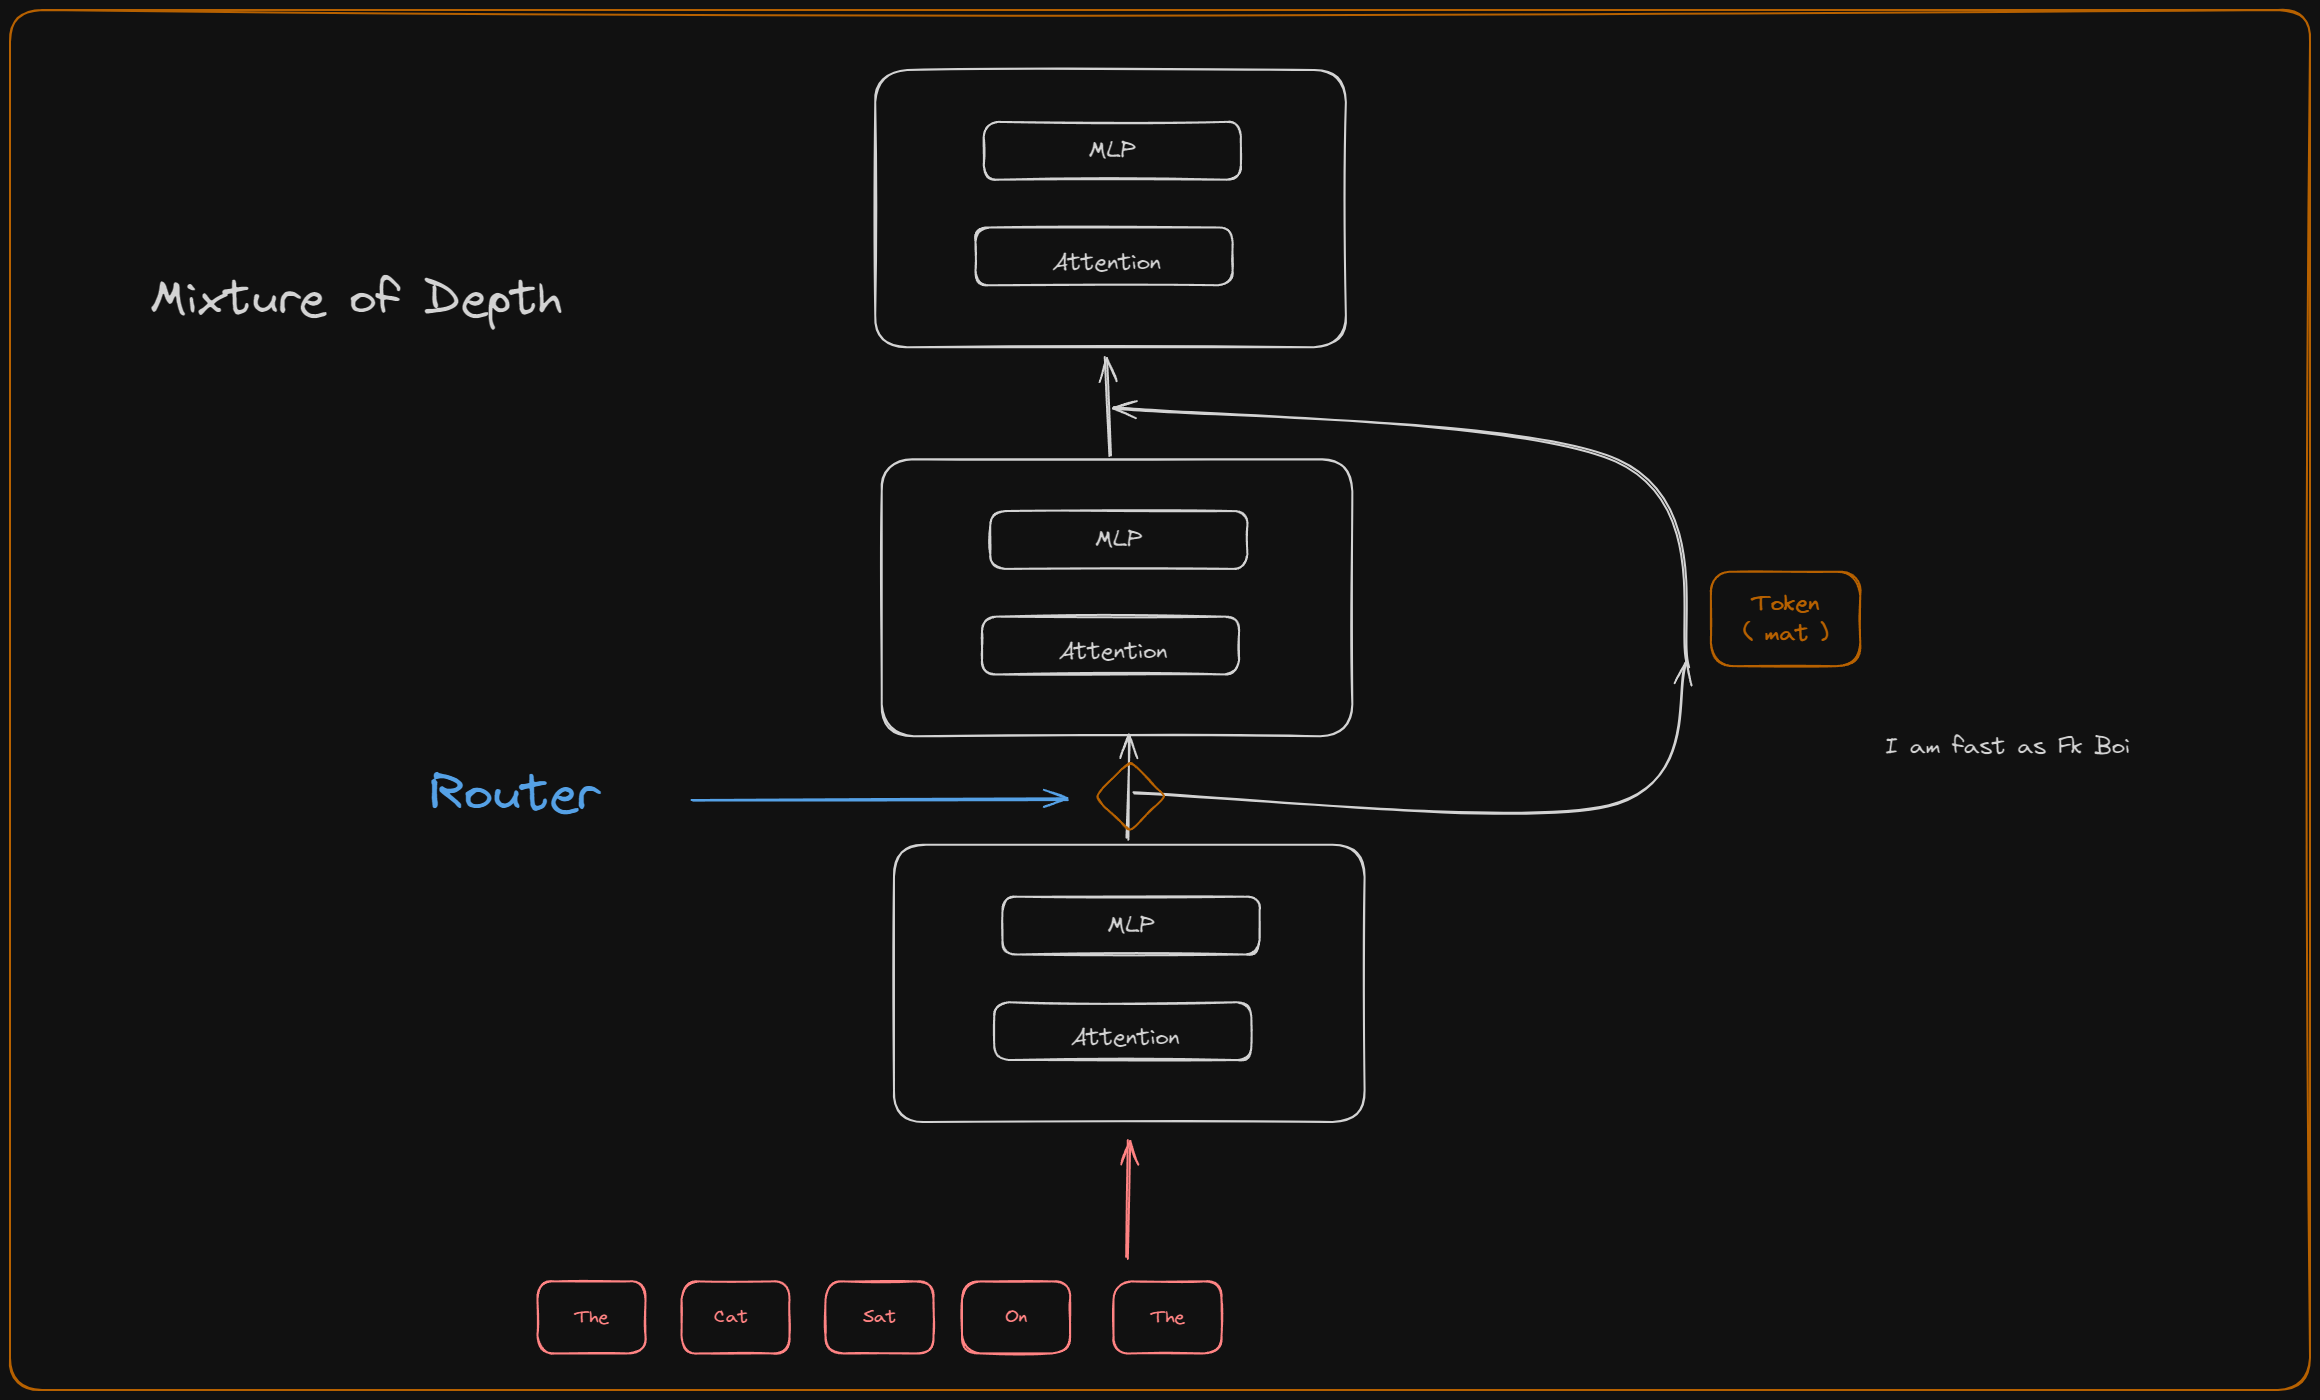 MLP
Attention
Mixture of Depth
MLP
Token
( mat )
Attention
I am fast as Fk Boi
Router
MLP
Attention
The
Cat
Sat
On
The